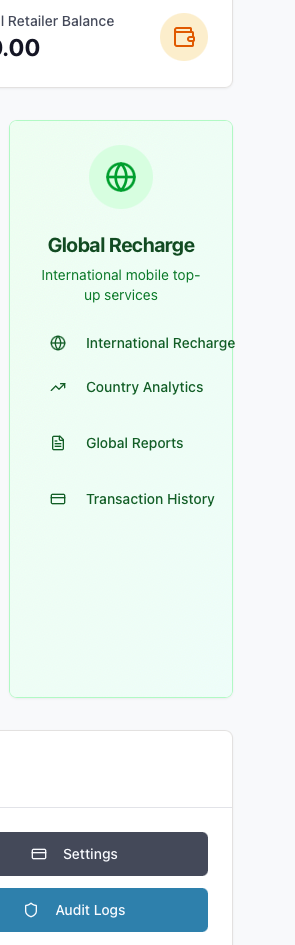 l Retailer Balance
0.00
Global Recharge
International mobile top-
up services
International Recharge
Country Analytics
Global Reports
Transaction History
Settings
Audit Logs